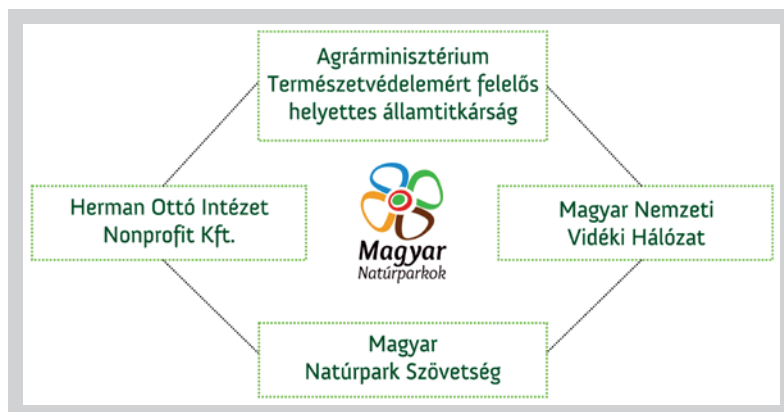 Agrárminisztérium
Természetvédelemért felelős
helyettes államtitkárság
Herman Ottó Intézet
Nonprofit Kft.
Magyar
Natúrparkok
Magyar Nemzeti
Vidéki Hálózat
Magyar
Natúrpark Szövetség